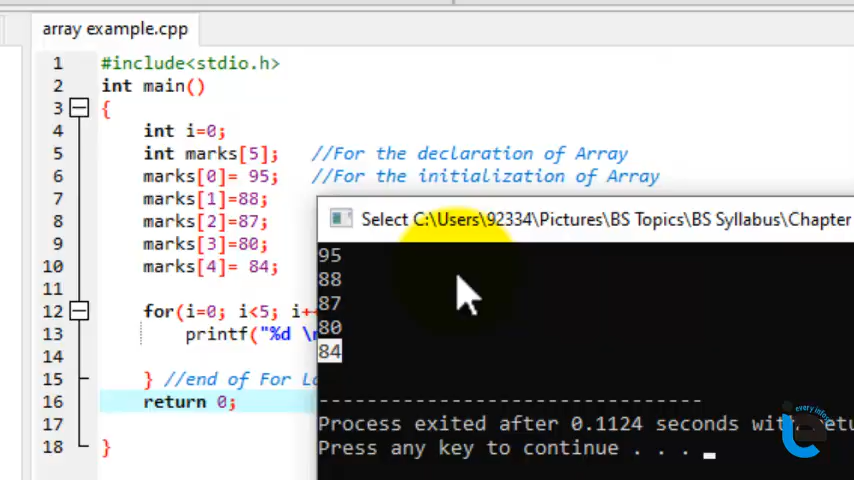 array example.cpp
1 #include<stdio.h>
2 int main()
3 {
4 int i=0;
5 int marks[5]; //For the declaration of Array
6 marks[0]= 95; //For the initialization of Array
7 marks[1]=88;
8 marks[2]=87;
9 marks[3]=80;
10 marks[4]= 84;
11
12 for(i=0; i<5; i++
13 printf("%d \n
14
15 } //end of For Lo
16 return 0;
17
18 }
Select C:\Users\92334\Pictures\BS Topics\BS Syllabus\Chapter
95
88
87
80
84
--------------------------------
Process exited after 0.1124 seconds with retu
Press any key to continue . . . _
every info